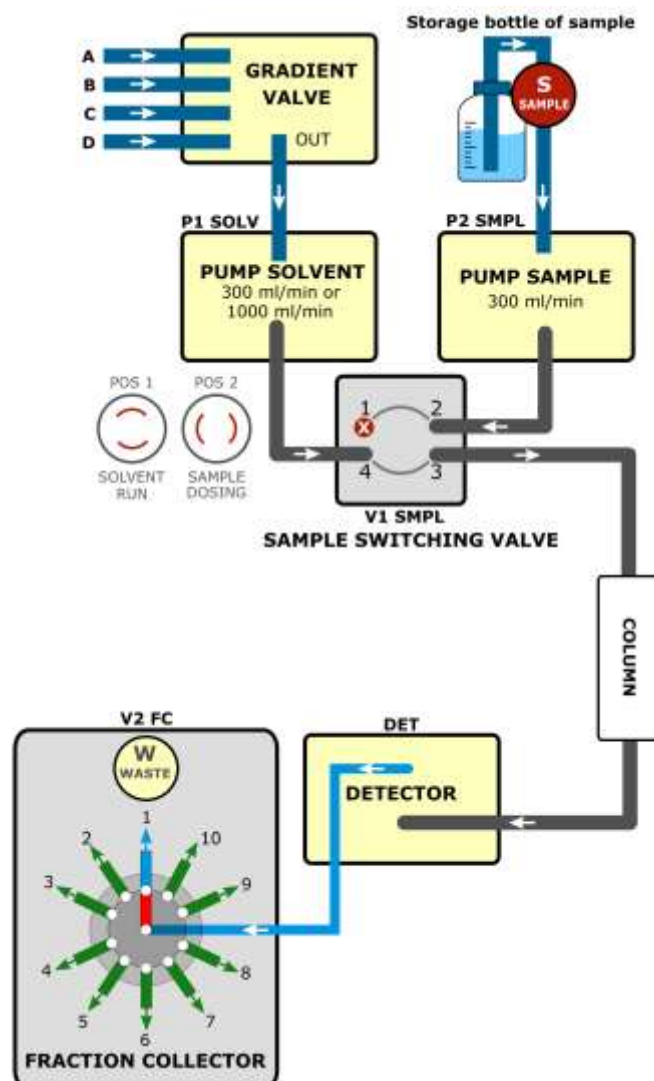 Storage bottle of sample
A
B
C
D
GRADIENT
VALVE
OUT
S
SAMPLE
P1 SOLV
PUMP SOLVENT
300 ml/min or
1000 ml/min
P2 SMPL
PUMP SAMPLE
300 ml/min
POS 1
SOLVENT
RUN
POS 2
SAMPLE
DOSING
1
2
X
4
3
V1 SMPL
SAMPLE SWITCHING VALVE
COLUMN
DET
DETECTOR
V2 FC
W
WASTE
1
2
10
3
9
4
8
5
7
6
FRACTION COLLECTOR